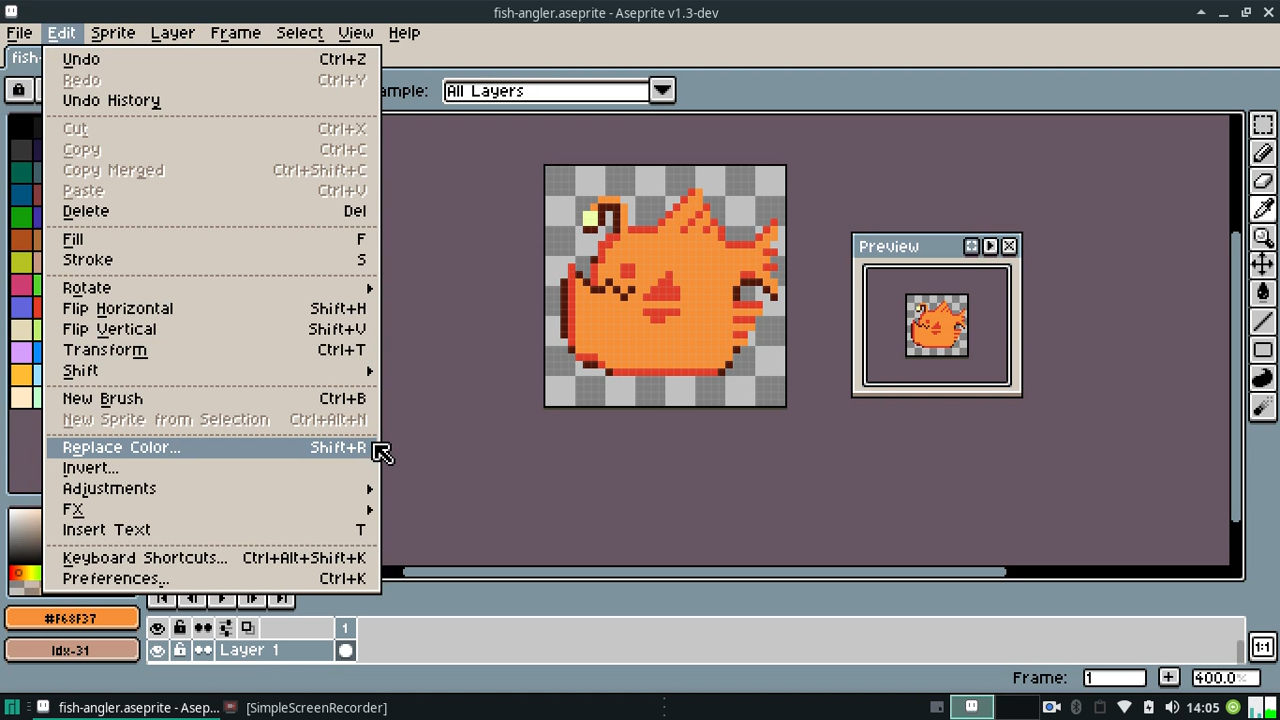 fish-angler.aseprite - Aseprite v1.3-dev
File Edit Sprite Layer Frame Select View Help
fish-
Undo Ctrl+Z
Redo Ctrl+Y
Undo History
ample: All Layers
Cut Ctrl+X
Copy Ctrl+C
Copy Merged Ctrl+Shift+C
Paste Ctrl+V
Delete Del
Fill F
Stroke S
Rotate
Flip Horizontal Shift+H
Flip Vertical Shift+V
Transform Ctrl+T
Shift
New Brush Ctrl+B
New Sprite from Selection Ctrl+Alt+N
Replace Color... Shift+R
Invert...
Adjustments
FX
Insert Text T
Keyboard Shortcuts... Ctrl+Alt+Shift+K
Preferences... Ctrl+K
Preview
#F68F37
1
Idx-31
Layer 1
1:1
Frame: 1 + 400.0%
fish-angler.aseprite - Asep...
[SimpleScreenRecorder]
14:05